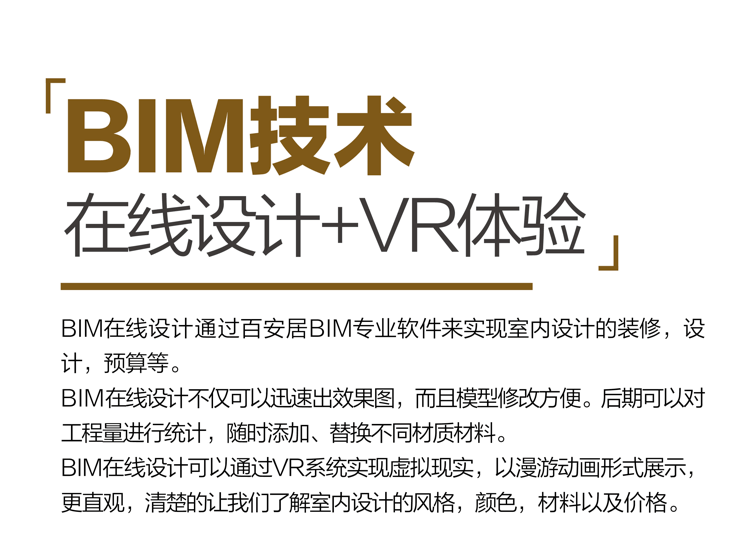 「BIM技术
在线设计+VR体验」
BIM在线设计通过百安居BIM专业软件来实现室内设计的装修，设
计，预算等。
BIM在线设计不仅可以迅速出效果图，而且模型修改方便。后期可以对
工程量进行统计，随时添加、替换不同材质材料。
BIM在线设计可以通过VR系统实现虚拟现实，以漫游动画形式展示，
更直观，清楚的让我们了解室内设计的风格，颜色，材料以及价格。